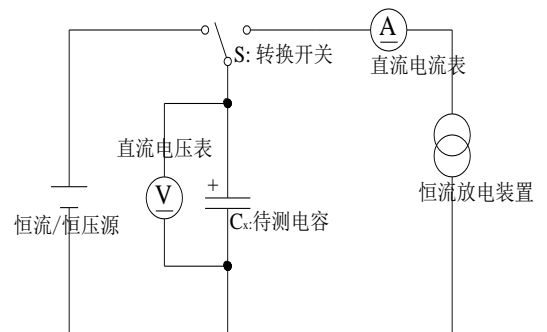 S: 转换开关
A
直流电流表
直流电压表
V
+
恒流放电装置
恒流/恒压源
Cx:待测电容